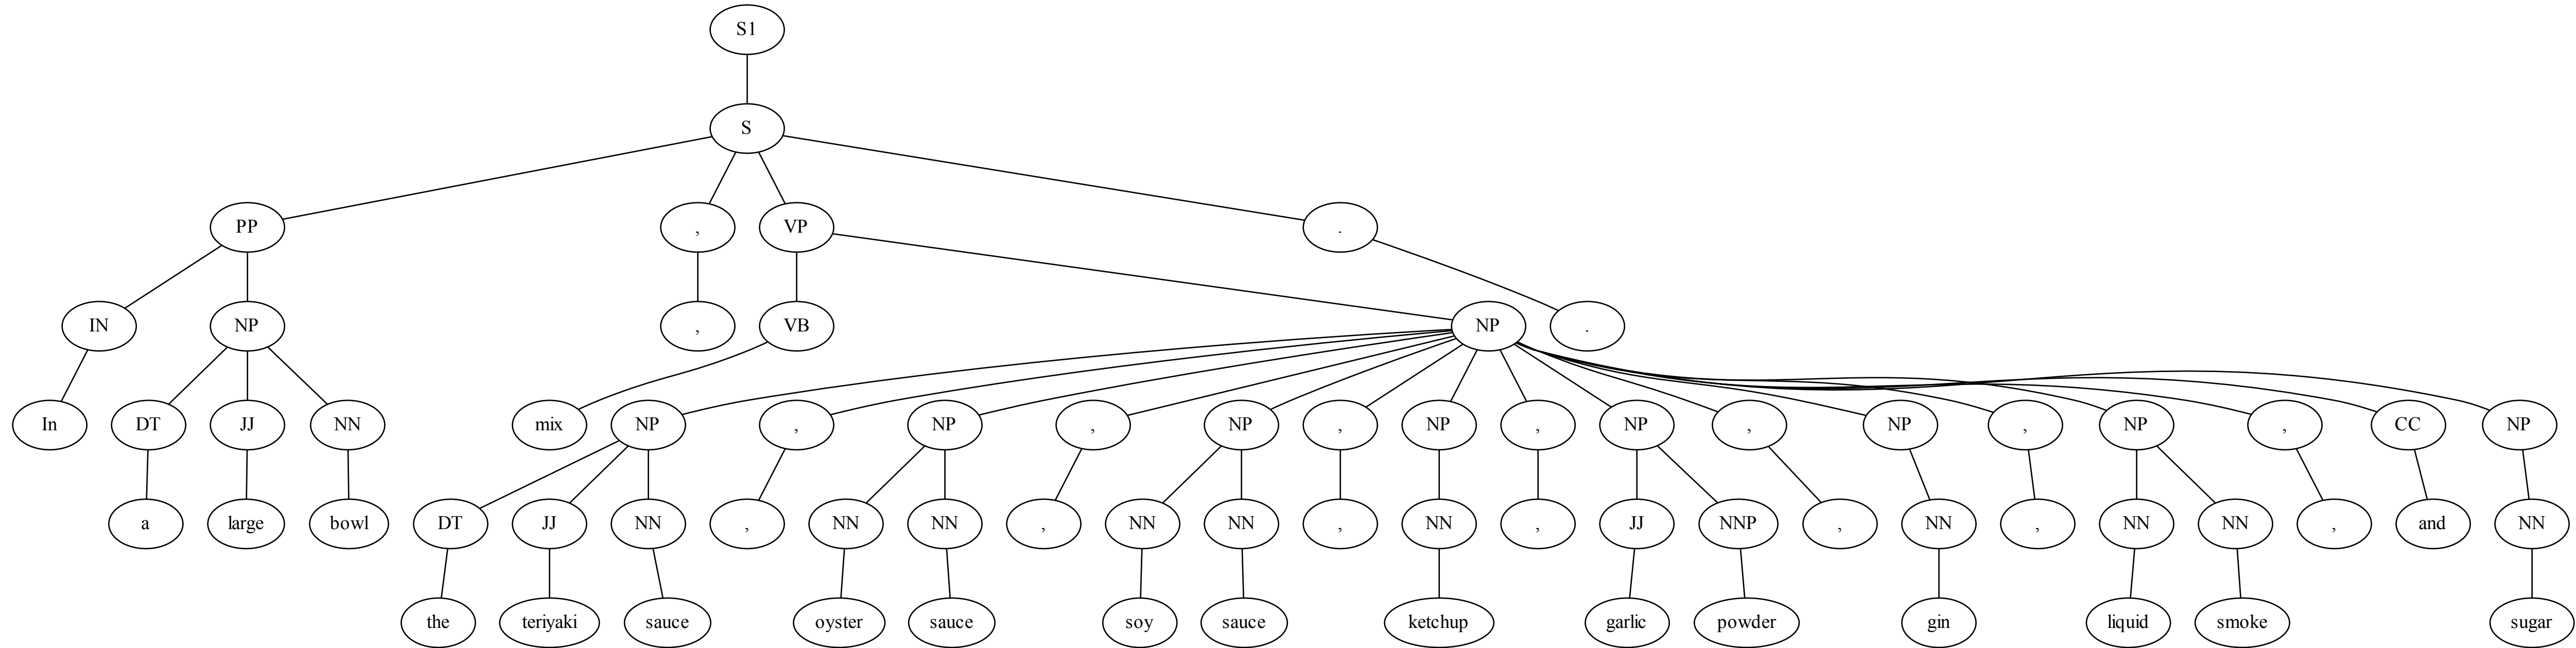 S1
S
PP , VP .
IN NP , VB NP .
In DT JJ NN mix NP , NP , NP , NP , NP , NP , NP , CC NP
a large bowl DT JJ NN , NN NN , NN NN , NN , JJ NNP , NN , NN NN , and NN
the teriyaki sauce oyster sauce soy sauce ketchup garlic powder gin liquid smoke sugar